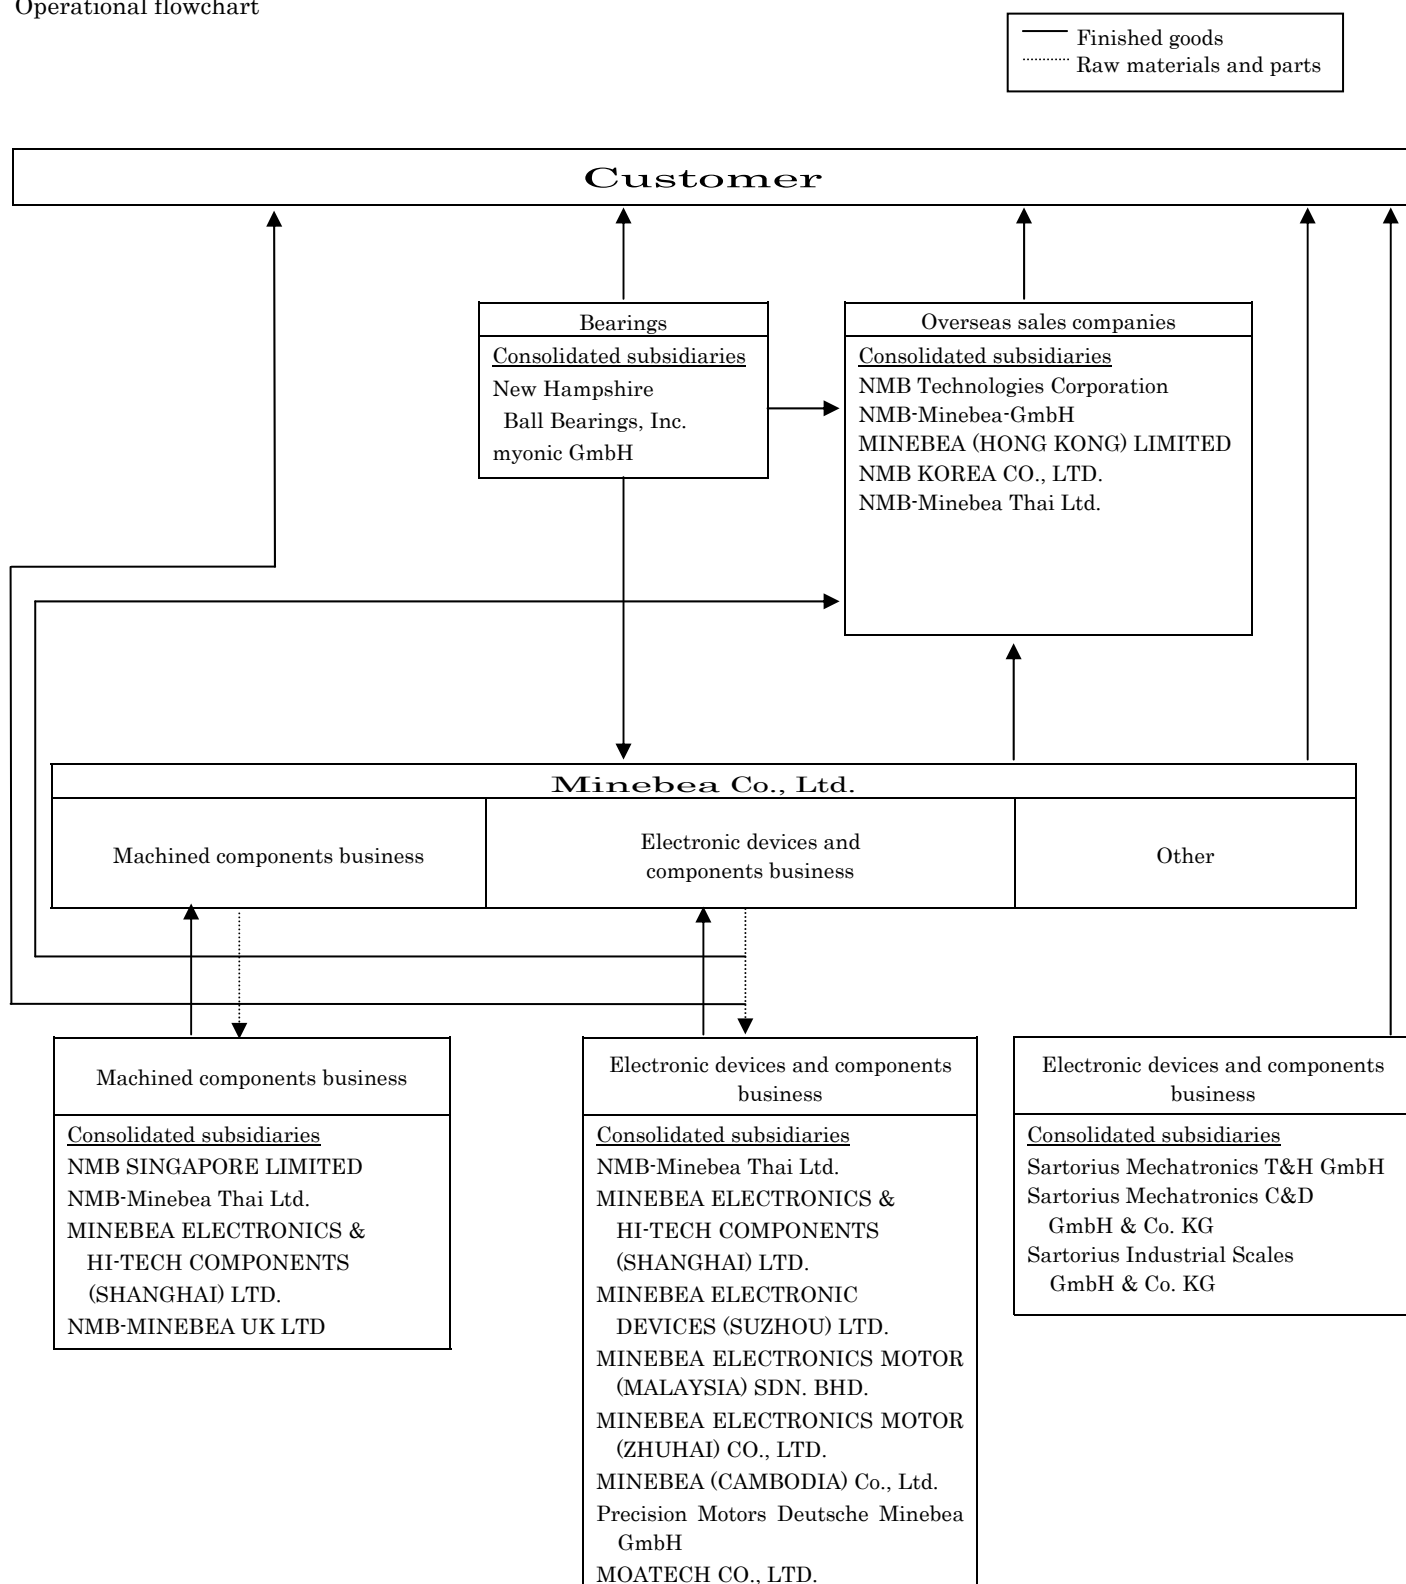 Operational flowchart
Finished goods
Raw materials and parts
Customer
Bearings
Consolidated subsidiaries
New Hampshire
Ball Bearings, Inc.
myonic GmbH
Overseas sales companies
Consolidated subsidiaries
NMB Technologies Corporation
NMB-Minebea-GmbH
MINEBEA (HONG KONG) LIMITED
NMB KOREA CO., LTD.
NMB-Minebea Thai Ltd.
Minebea Co., Ltd.
Machined components business
Electronic devices and
components business
Other
Machined components business
Consolidated subsidiaries
NMB SINGAPORE LIMITED
NMB-Minebea Thai Ltd.
MINEBEA ELECTRONICS &
HI-TECH COMPONENTS
(SHANGHAI) LTD.
NMB-MINEBEA UK LTD
Electronic devices and components
business
Consolidated subsidiaries
NMB-Minebea Thai Ltd.
MINEBEA ELECTRONICS &
HI-TECH COMPONENTS
(SHANGHAI) LTD.
MINEBEA ELECTRONIC
DEVICES (SUZHOU) LTD.
MINEBEA ELECTRONICS MOTOR
(MALAYSIA) SDN. BHD.
MINEBEA ELECTRONICS MOTOR
(ZHUHAI) CO., LTD.
MINEBEA (CAMBODIA) Co., Ltd.
Precision Motors Deutsche Minebea
GmbH
MOATECH CO., LTD.
Electronic devices and components
business
Consolidated subsidiaries
Sartorius Mechatronics T&H GmbH
Sartorius Mechatronics C&D
GmbH & Co. KG
Sartorius Industrial Scales
GmbH & Co. KG